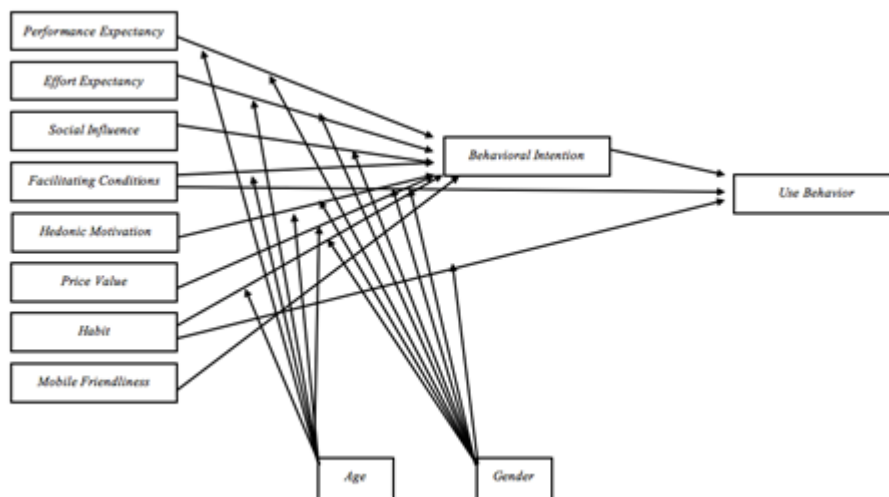 Performance Expectancy
Effort Expectancy
Social Influence
Behavioral Intention
Facilitating Conditions
Use Behavior
Hedonic Motivation
Price Value
Habit
Mobile Friendliness
Age
Gender